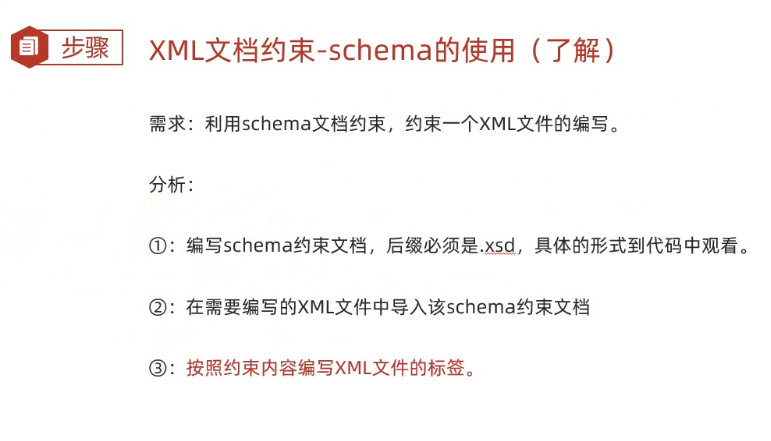 步骤
XML文档约束-schema的使用（了解）
需求：利用schema文档约束，约束一个XML文件的编写。
分析：
①：编写schema约束文档，后缀必须是.xsd，具体的形式到代码中观看。
②：在需要编写的XML文件中导入该schema约束文档
③：按照约束内容编写XML文件的标签。